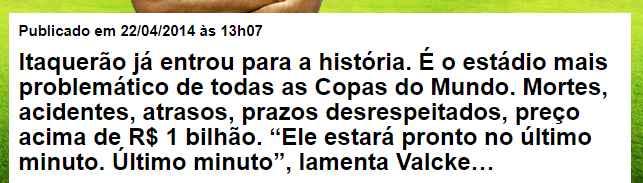 Publicado em 22/04/2014 às 13h07
Itaquerão já entrou para a história. É o estádio mais
problemático de todas as Copas do Mundo. Mortes,
acidentes, atrasos, prazos desrespeitados, preço
acima de R$ 1 bilhão. “Ele estará pronto no último
minuto. Último minuto”, lamenta Valcke…